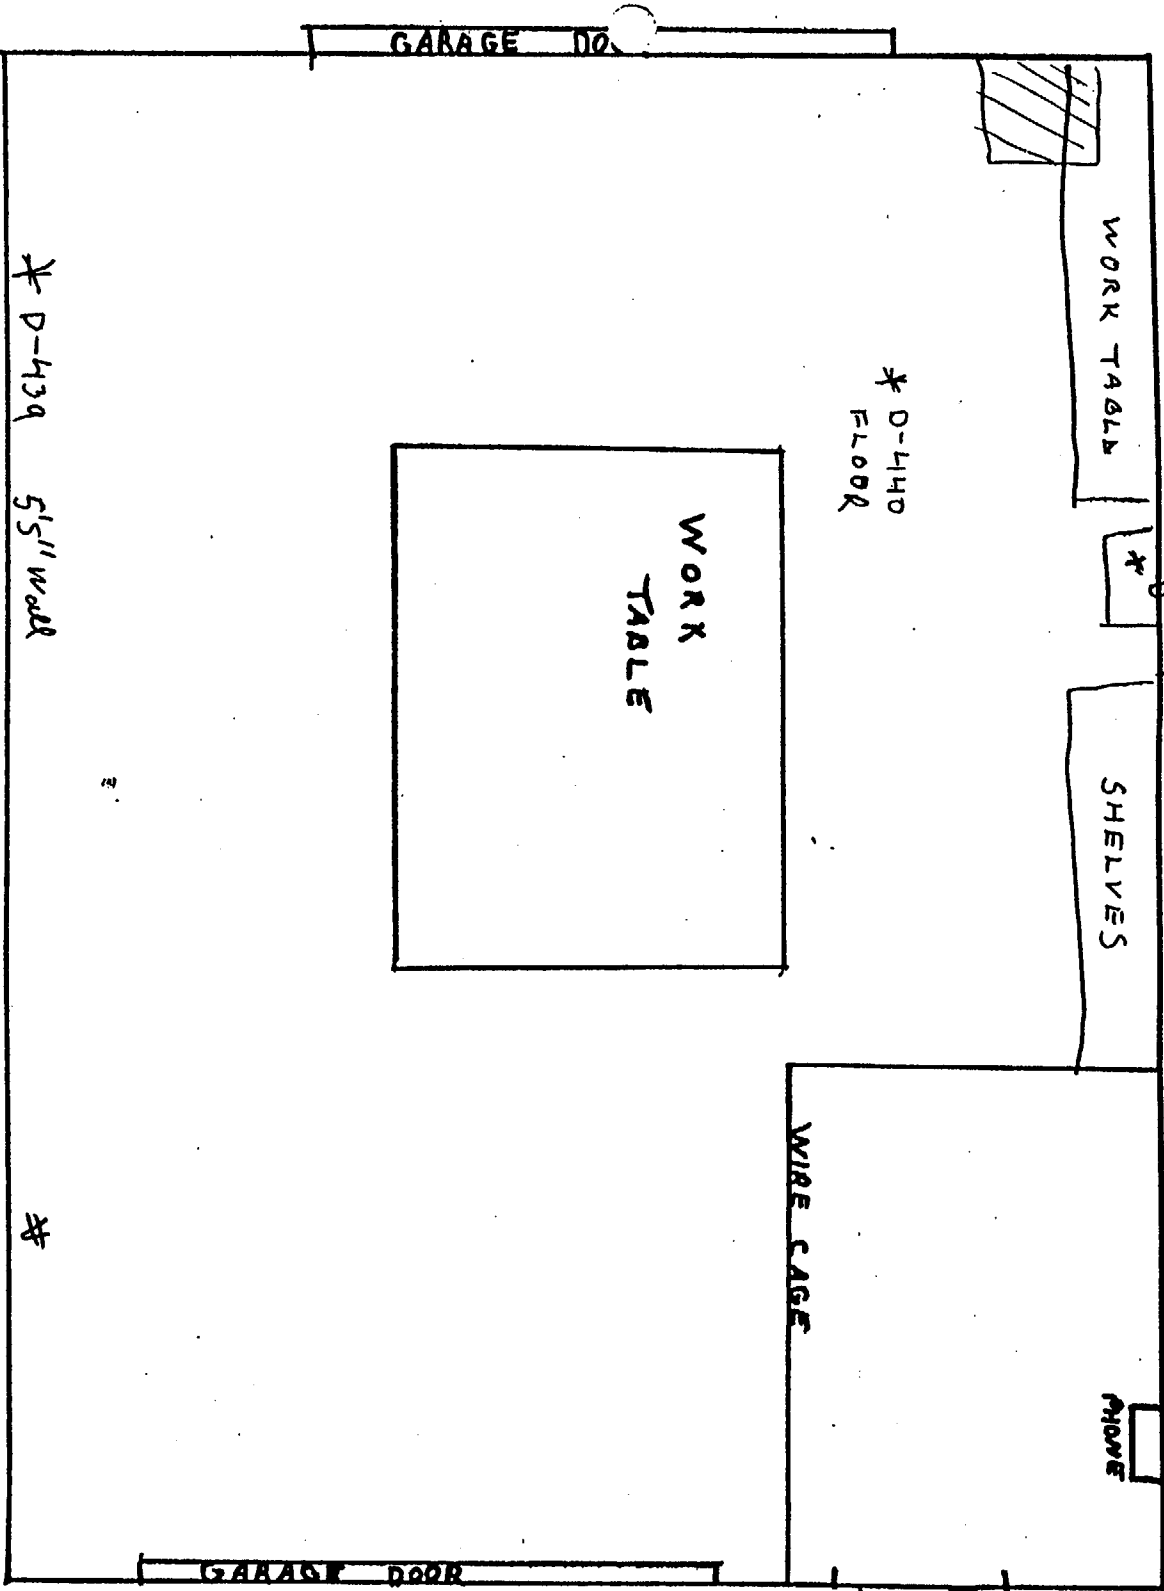 GARAGE DO
WORK TABLE
* D-440
FLOOR
* D-439 5'5" wall
WORK
TABLE
*
SHELVES
WIRE CAGE
*
PHONE
GARAGE DOOR